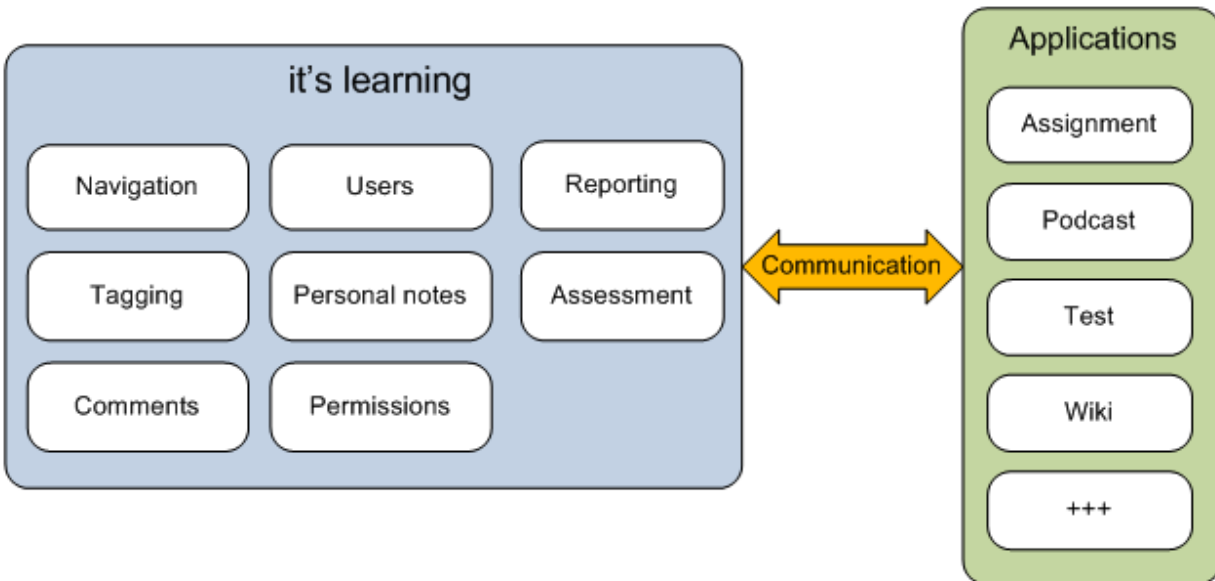 it's learning
Navigation
Users
Reporting
Tagging
Personal notes
Assessment
Comments
Permissions
Communication
Applications
Assignment
Podcast
Test
Wiki
+++